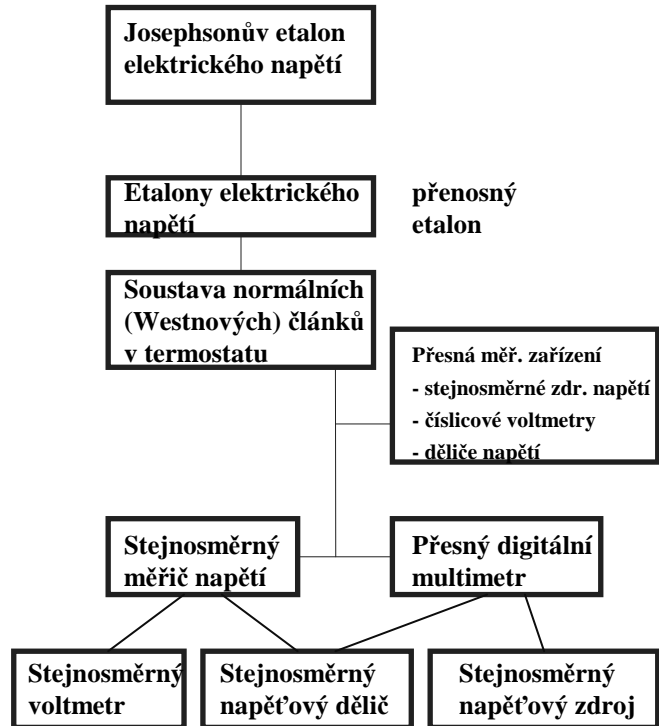 Josephsonův etalon
elektrického napětí
Etalony elektrického
napětí
přenosný
etalon
Soustava normálních
(Westnových) článků
v termostatu
Přesná měř. zařízení
- stejnosměrné zdr. napětí
- číslicové voltmetry
- děliče napětí
Stejnosměrný
měřič napětí
Přesný digitální
multimetr
Stejnosměrný
voltmetr
Stejnosměrný
napěťový dělič
Stejnosměrný
napěťový zdroj